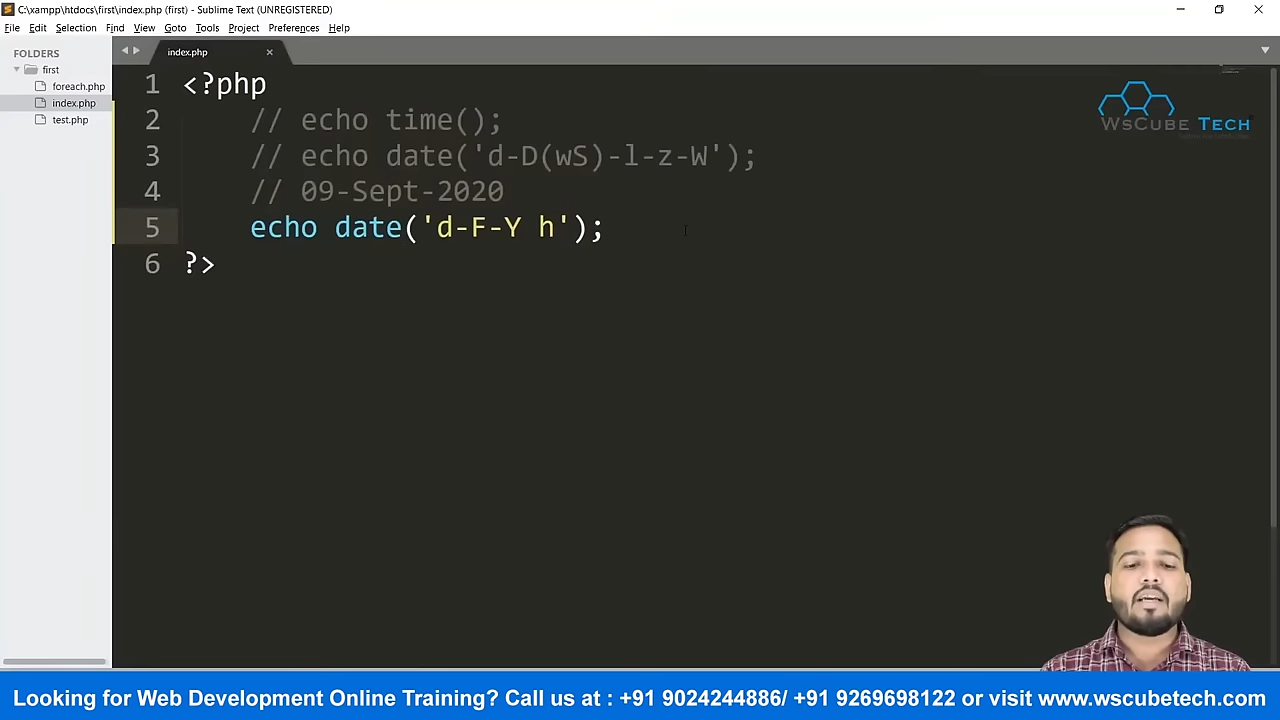 C:\xampp\htdocs\first\index.php (first) - Sublime Text (UNREGISTERED)
File Edit Selection Find View Goto Tools Project Preferences Help
FOLDERS
first
foreach.php
index.php
test.php
index.php
1 <?php
2 // echo time();
3 // echo date('d-D(wS)-l-z-W');
4 // 09-Sept-2020
5 echo date('d-F-Y h');
6 ?>
WsCube Tech
Looking for Web Development Online Training? Call us at : +91 9024244886/ +91 9269698122 or visit www.wscubetech.com